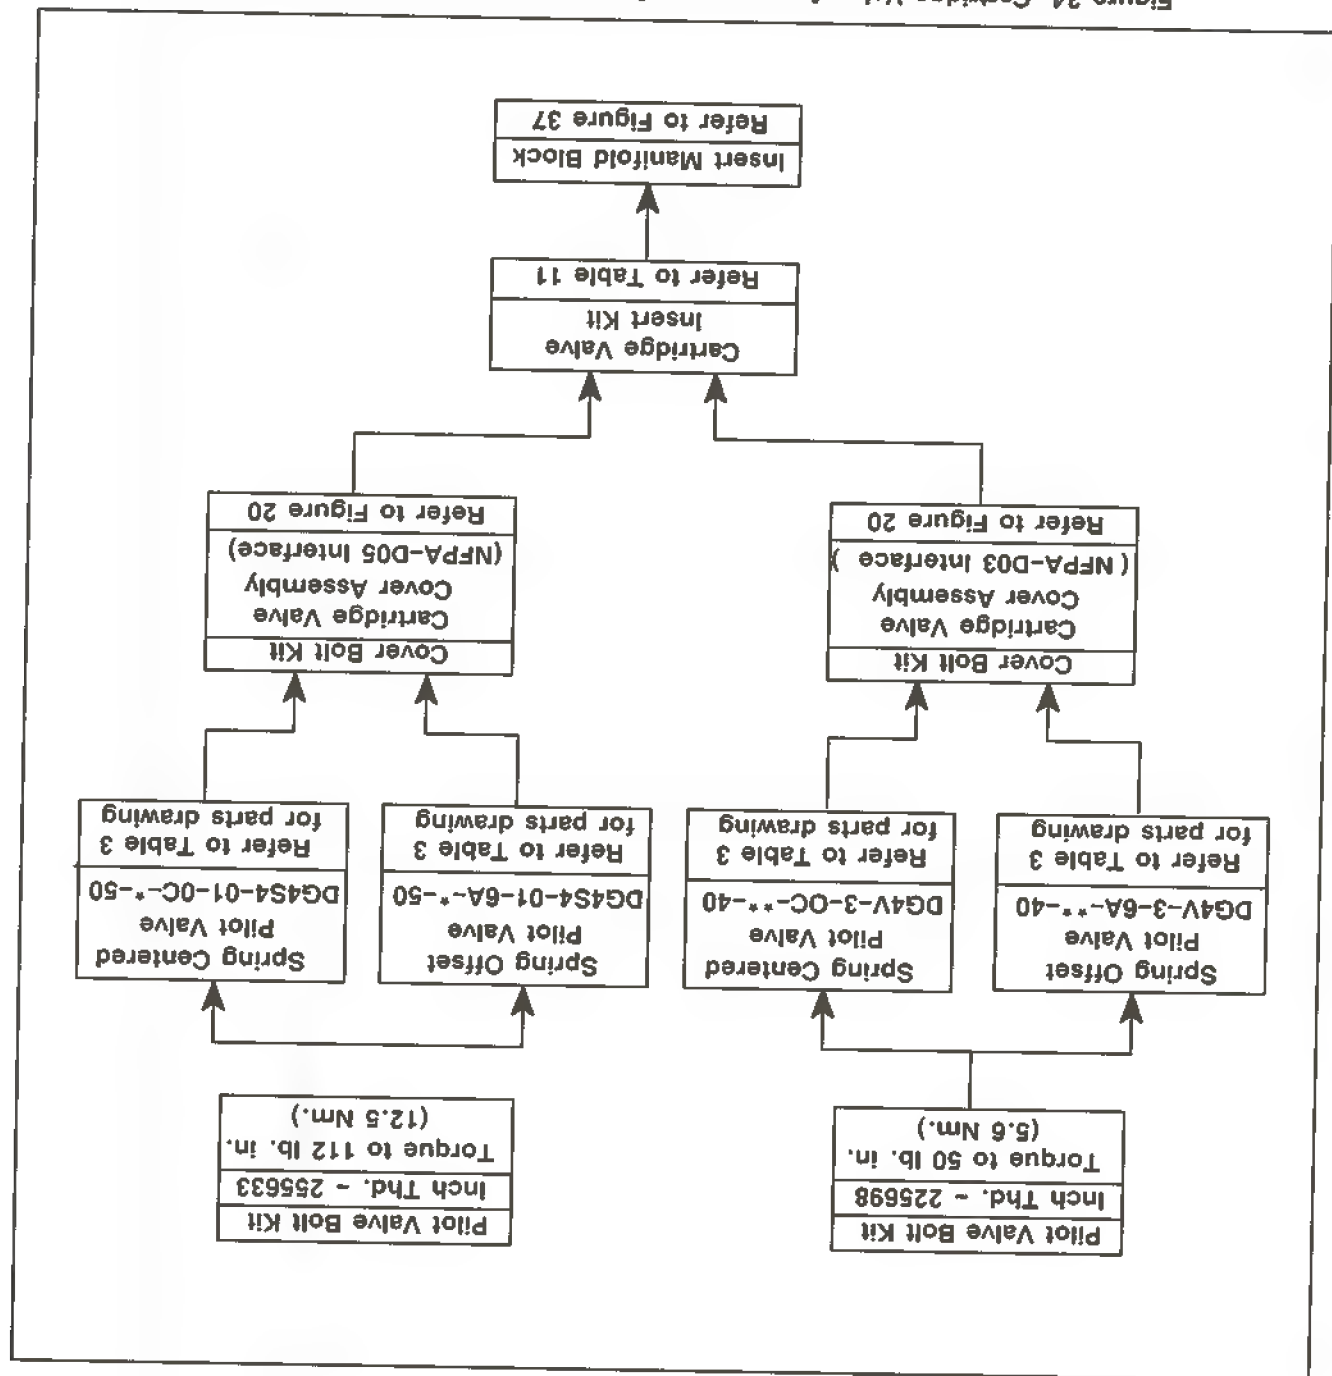 Pilot Valve Bolt Kit
Inch Thd. - 225698
Torque to 50 lb. in.
(5.6 Nm.)
Pilot Valve Bolt Kit
Inch Thd. - 255633
Torque to 112 lb. in.
(12.5 Nm.)
Spring Offset
Pilot Valve
DG4V-3-6A-**-40
Refer to Table 3
for parts drawing
Spring Centered
Pilot Valve
DG4V-3-OC-**-40
Refer to Table 3
for parts drawing
Spring Offset
Pilot Valve
DG4S4-01-6A-*-50
Refer to Table 3
for parts drawing
Spring Centered
Pilot Valve
DG4S4-01-0C-*-50
Refer to Table 3
for parts drawing
Cover Bolt Kit
Cartridge Valve
Cover Assembly
( NFPA-D03 Interface )
Refer to Figure 20
Cover Bolt Kit
Cartridge Valve
Cover Assembly
(NFPA-D05 Interface)
Refer to Figure 20
Cartridge Valve
Insert Kit
Refer to Table 11
Insert Manifold Block
Refer to Figure 37
Figure 34. Cartridge